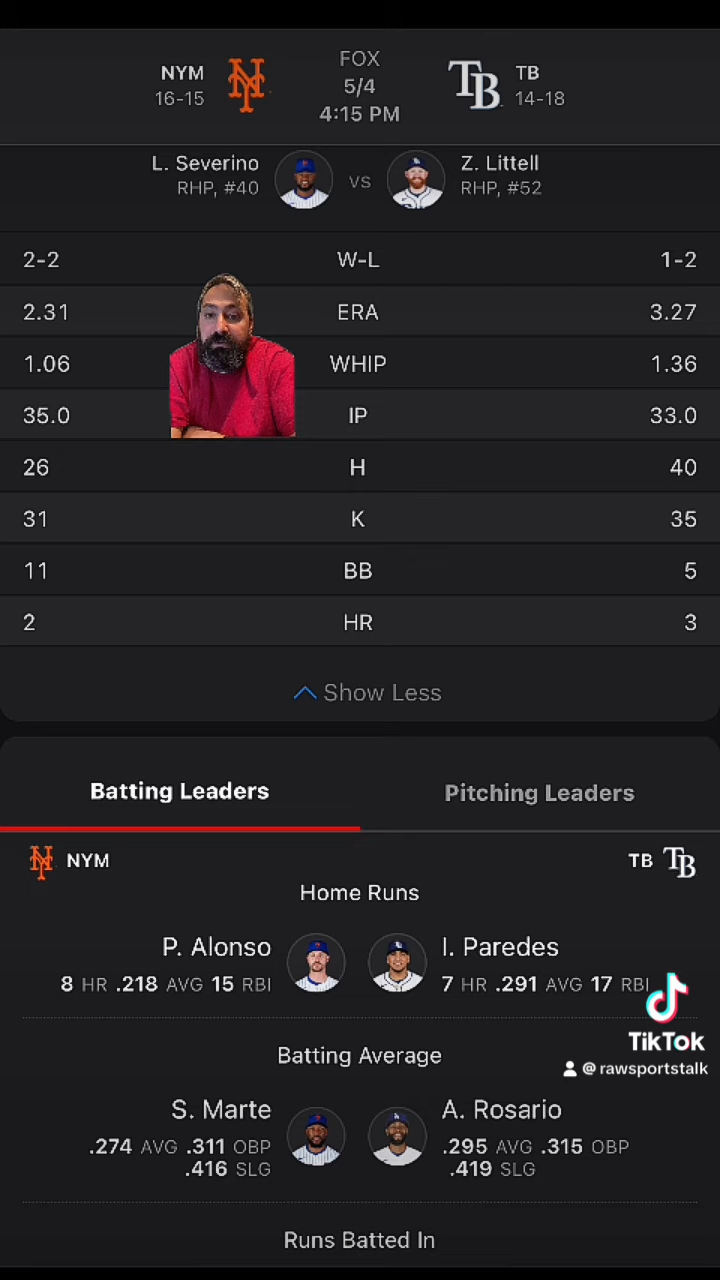 NYM
16-15
FOX
5/4
4:15 PM
TB
TB
14-18
L. Severino
RHP, #40
vs
Z. Littell
RHP, #52
2-2 W-L 1-2
2.31 ERA 3.27
1.06 WHIP 1.36
35.0 IP 33.0
26 H 40
31 K 35
11 BB 5
2 HR 3
Show Less
Batting Leaders Pitching Leaders
NY NYM TB TB
Home Runs
P. Alonso I. Paredes
8 HR .218 AVG 15 RBI 7 HR .291 AVG 17 RBI
TikTok
@rawsportstalk
Batting Average
S. Marte A. Rosario
.274 AVG .311 OBP .295 AVG .315 OBP
.416 SLG .419 SLG
Runs Batted In